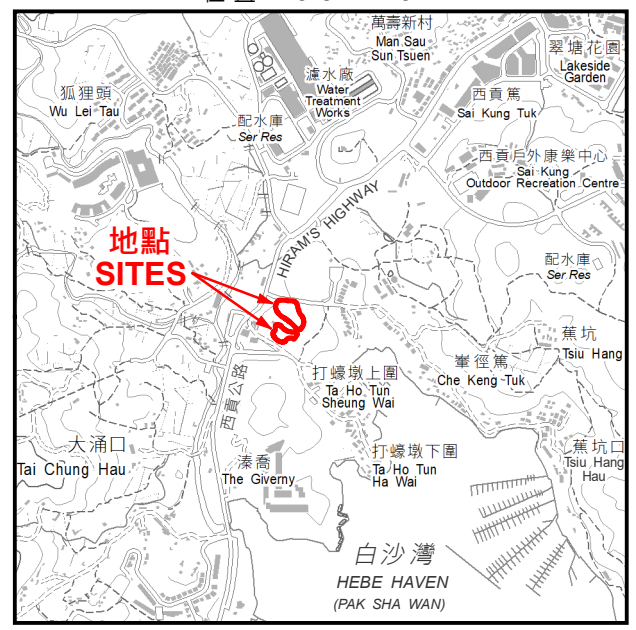 萬壽新村
Man Sau
Sun Tsuen
翠塘花園
Lakeside
Garden
濾水廠
Water
Treatment
Works
狐狸頭
Wu Lei Tau
西貢篤
Sai Kung Tuk
配水庫
Ser Res
西貢戶外康樂中心
Sai Kung
Outdoor Recreation Centre
HIRAM'S HIGHWAY
地點
SITES
配水庫
Ser Res
蕉坑
Tsiu Hang
輋徑篤
Che Keng Tuk
打蠔墩上圍
Ta Ho Tun
Sheung Wai
西貢公路
大涌口
Tai Chung Hau
溱喬
The Giverny
打蠔墩下圍
Ta Ho Tun
Ha Wai
蕉坑口
Tsiu Hang
Hau
白沙灣
HEBE HAVEN
(PAK SHA WAN)